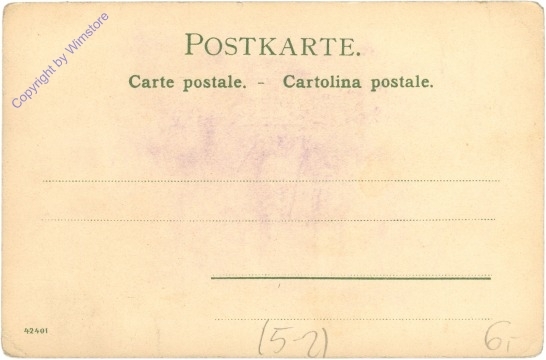 Copyright by Wimstore
POSTKARTE.
Carte postale. - Cartolina postale.
42401
(5-2)
6,-